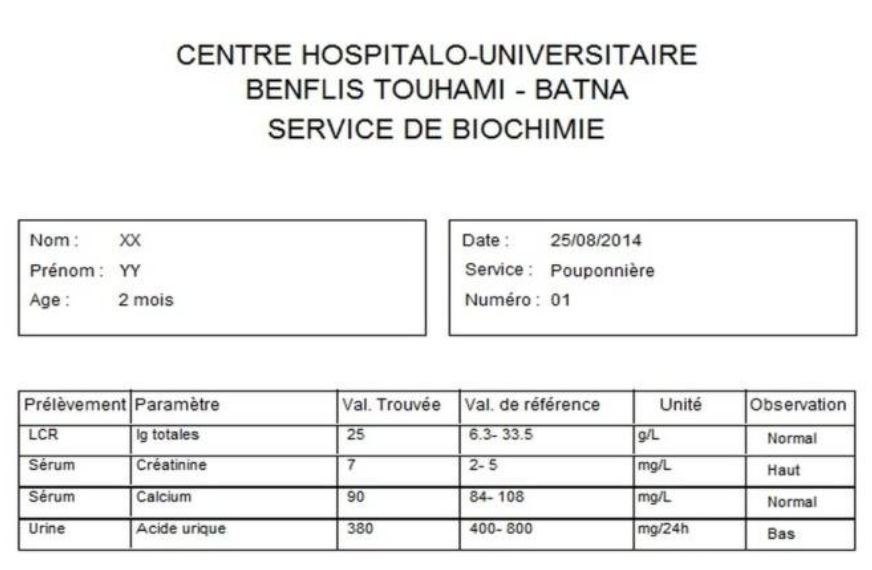 CENTRE HOSPITALO-UNIVERSITAIRE
BENFLIS TOUHAMI - BATNA
SERVICE DE BIOCHIMIE
Nom : XX
Prénom : YY
Age : 2 mois
Date : 25/08/2014
Service : Pouponnière
Numéro : 01
Prélèvement Paramètre Val. Trouvée Val. de référence Unité Observation
LCR Ig totales 25 6.3- 33.5 g/L Normal
Sérum Créatinine 7 2- 5 mg/L Haut
Sérum Calcium 90 84- 108 mg/L Normal
Urine Acide urique 380 400- 800 mg/24h Bas